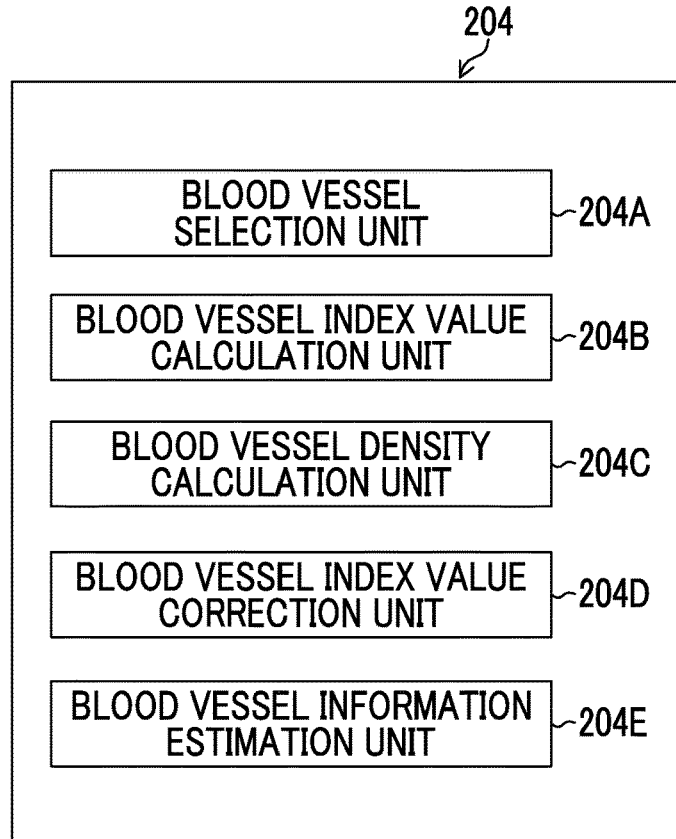 204
BLOOD VESSEL
SELECTION UNIT
204A
BLOOD VESSEL INDEX VALUE
CALCULATION UNIT
204B
BLOOD VESSEL DENSITY
CALCULATION UNIT
204C
BLOOD VESSEL INDEX VALUE
CORRECTION UNIT
204D
BLOOD VESSEL INFORMATION
ESTIMATION UNIT
204E